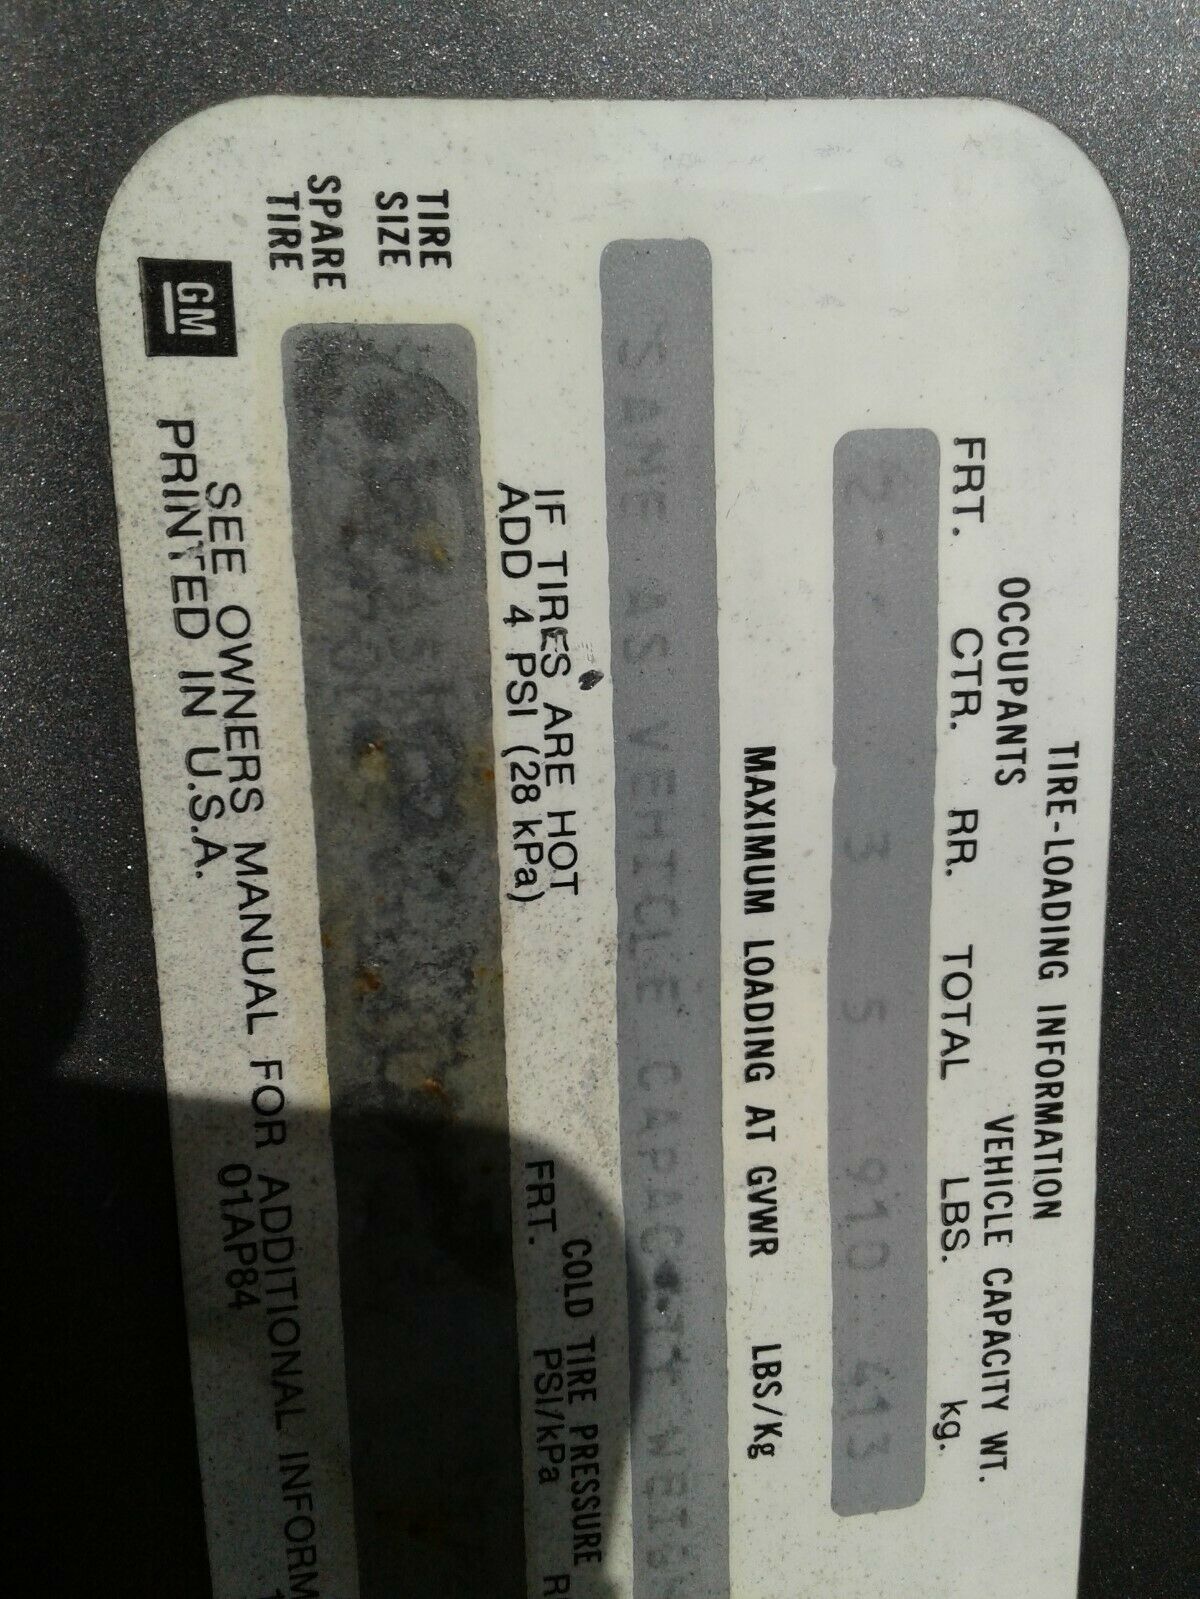 TIRE-LOADING INFORMATION
OCCUPANTS VEHICLE CAPACITY WT.
FRT. CTR. RR. TOTAL LBS. kg.
2 - 3 5 910 413
MAXIMUM LOADING AT GVWR LBS/Kg
SAME AS VEHICLE CAPACITY WEIGH
IF TIRES ARE HOT COLD TIRE PRESSURE
ADD 4 PSI (28 kPa) FRT. PSI/kPa R
TIRE
SIZE
SPARE
TIRE
GM SEE OWNERS MANUAL FOR ADDITIONAL INFORM
PRINTED IN U.S.A. 01AP84